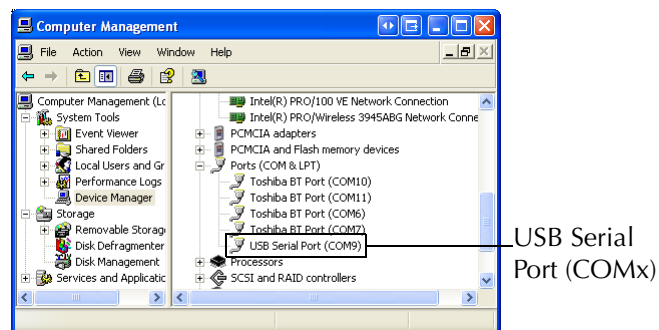 Computer Management
File Action View Window Help
Computer Management (Lc
System Tools
Event Viewer
Shared Folders
Local Users and Gr
Performance Logs
Device Manager
Storage
Removable Storag
Disk Defragmenter
Disk Management
Services and Applicatic
Intel(R) PRO/100 VE Network Connection
Intel(R) PRO/Wireless 3945ABG Network Conne
PCMCIA adapters
PCMCIA and Flash memory devices
Ports (COM & LPT)
Toshiba BT Port (COM10)
Toshiba BT Port (COM11)
Toshiba BT Port (COM6)
Toshiba BT Port (COM7)
USB Serial Port (COM9)
Processors
SCSI and RAID controllers
USB Serial
Port (COMx)